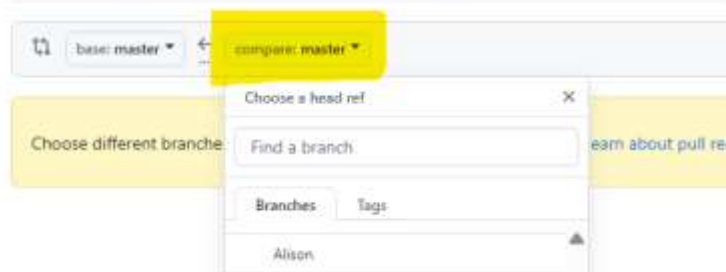 base: master ← compare: master
Choose a head ref ×
Choose different branche Find a branch earn about pull re
Branches Tags
Alison